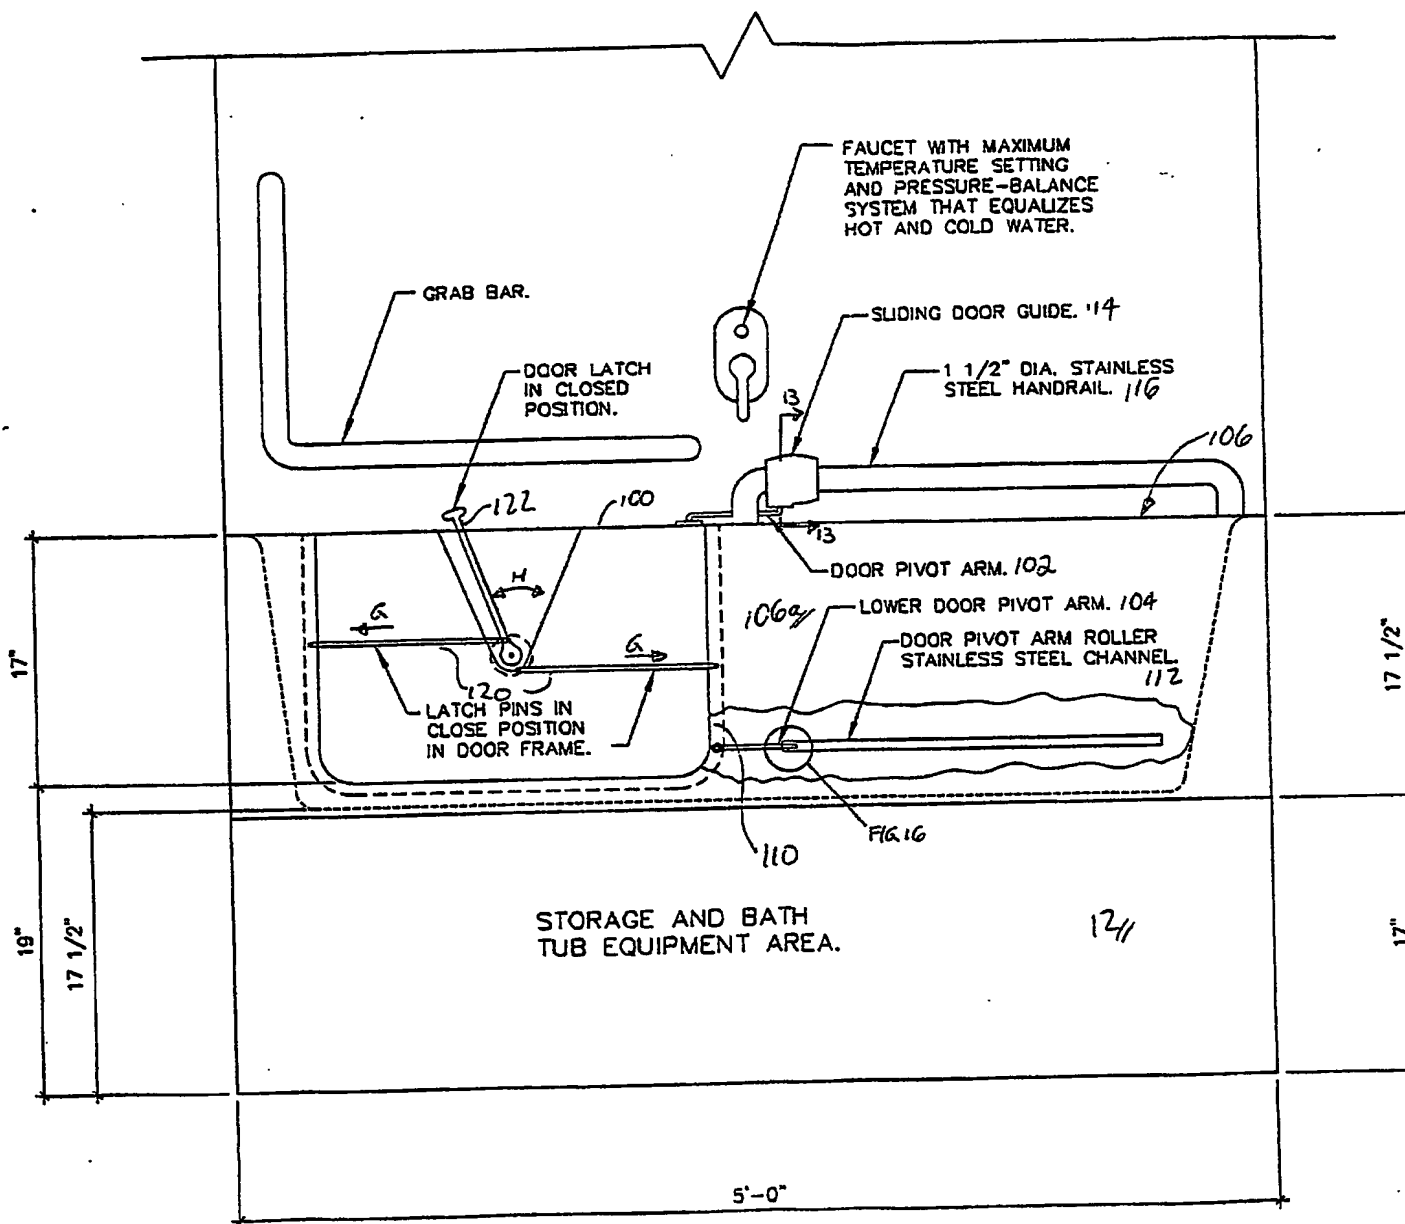 FAUCET WITH MAXIMUM
TEMPERATURE SETTING
AND PRESSURE-BALANCE
SYSTEM THAT EQUALIZES
HOT AND COLD WATER.
GRAB BAR.
SLIDING DOOR GUIDE. 114
DOOR LATCH
IN CLOSED
POSITION.
1 1/2" DIA. STAINLESS
STEEL HANDRAIL. 116
13
106
122
100
13
DOOR PIVOT ARM. 102
H
106a
LOWER DOOR PIVOT ARM. 104
G
G
DOOR PIVOT ARM ROLLER
STAINLESS STEEL CHANNEL.
112
120
LATCH PINS IN
CLOSE POSITION
IN DOOR FRAME.
17"
17 1/2"
FIG 16
110
STORAGE AND BATH
TUB EQUIPMENT AREA.
12
19"
17 1/2"
17"
5'-0"